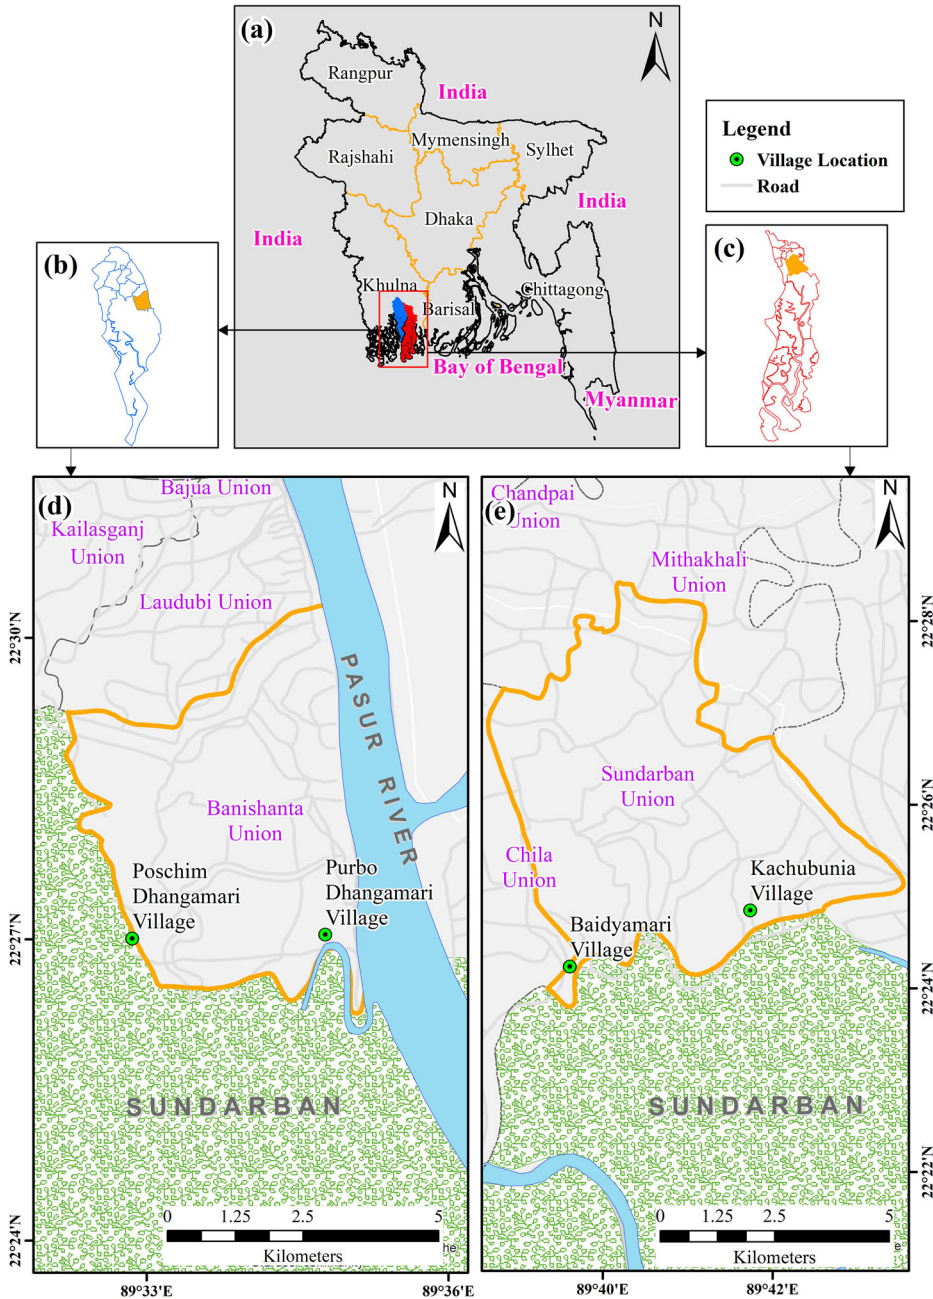 (a)
N
Rangpur
India
Mymensingh
Rajshahi
Sylhet
India
Dhaka
India
Khulna
Chittagong
Barisal
Bay of Bengal
Myanmar
Legend
Village Location
Road
(b)
(c)
(d)
N
Bajua Union
Kailasganj
Union
Laudubi Union
PASUR RIVER
Banishanta
Union
Poschim
Dhangamari
Village
Purbo
Dhangamari
Village
SUNDARBAN
0 1.25 2.5 5
Kilometers
he
22°30'N
22°27'N
22°24'N
89°33'E
89°36'E
(e)
N
Chandpai
Union
Mithakhali
Union
Sundarban
Union
Chila
Union
Kachubunia
Village
Baidyamari
Village
SUNDARBAN
0 1.25 2.5 5
Kilometers
e
22°28'N
22°26'N
22°24'N
22°22'N
89°40'E
89°42'E